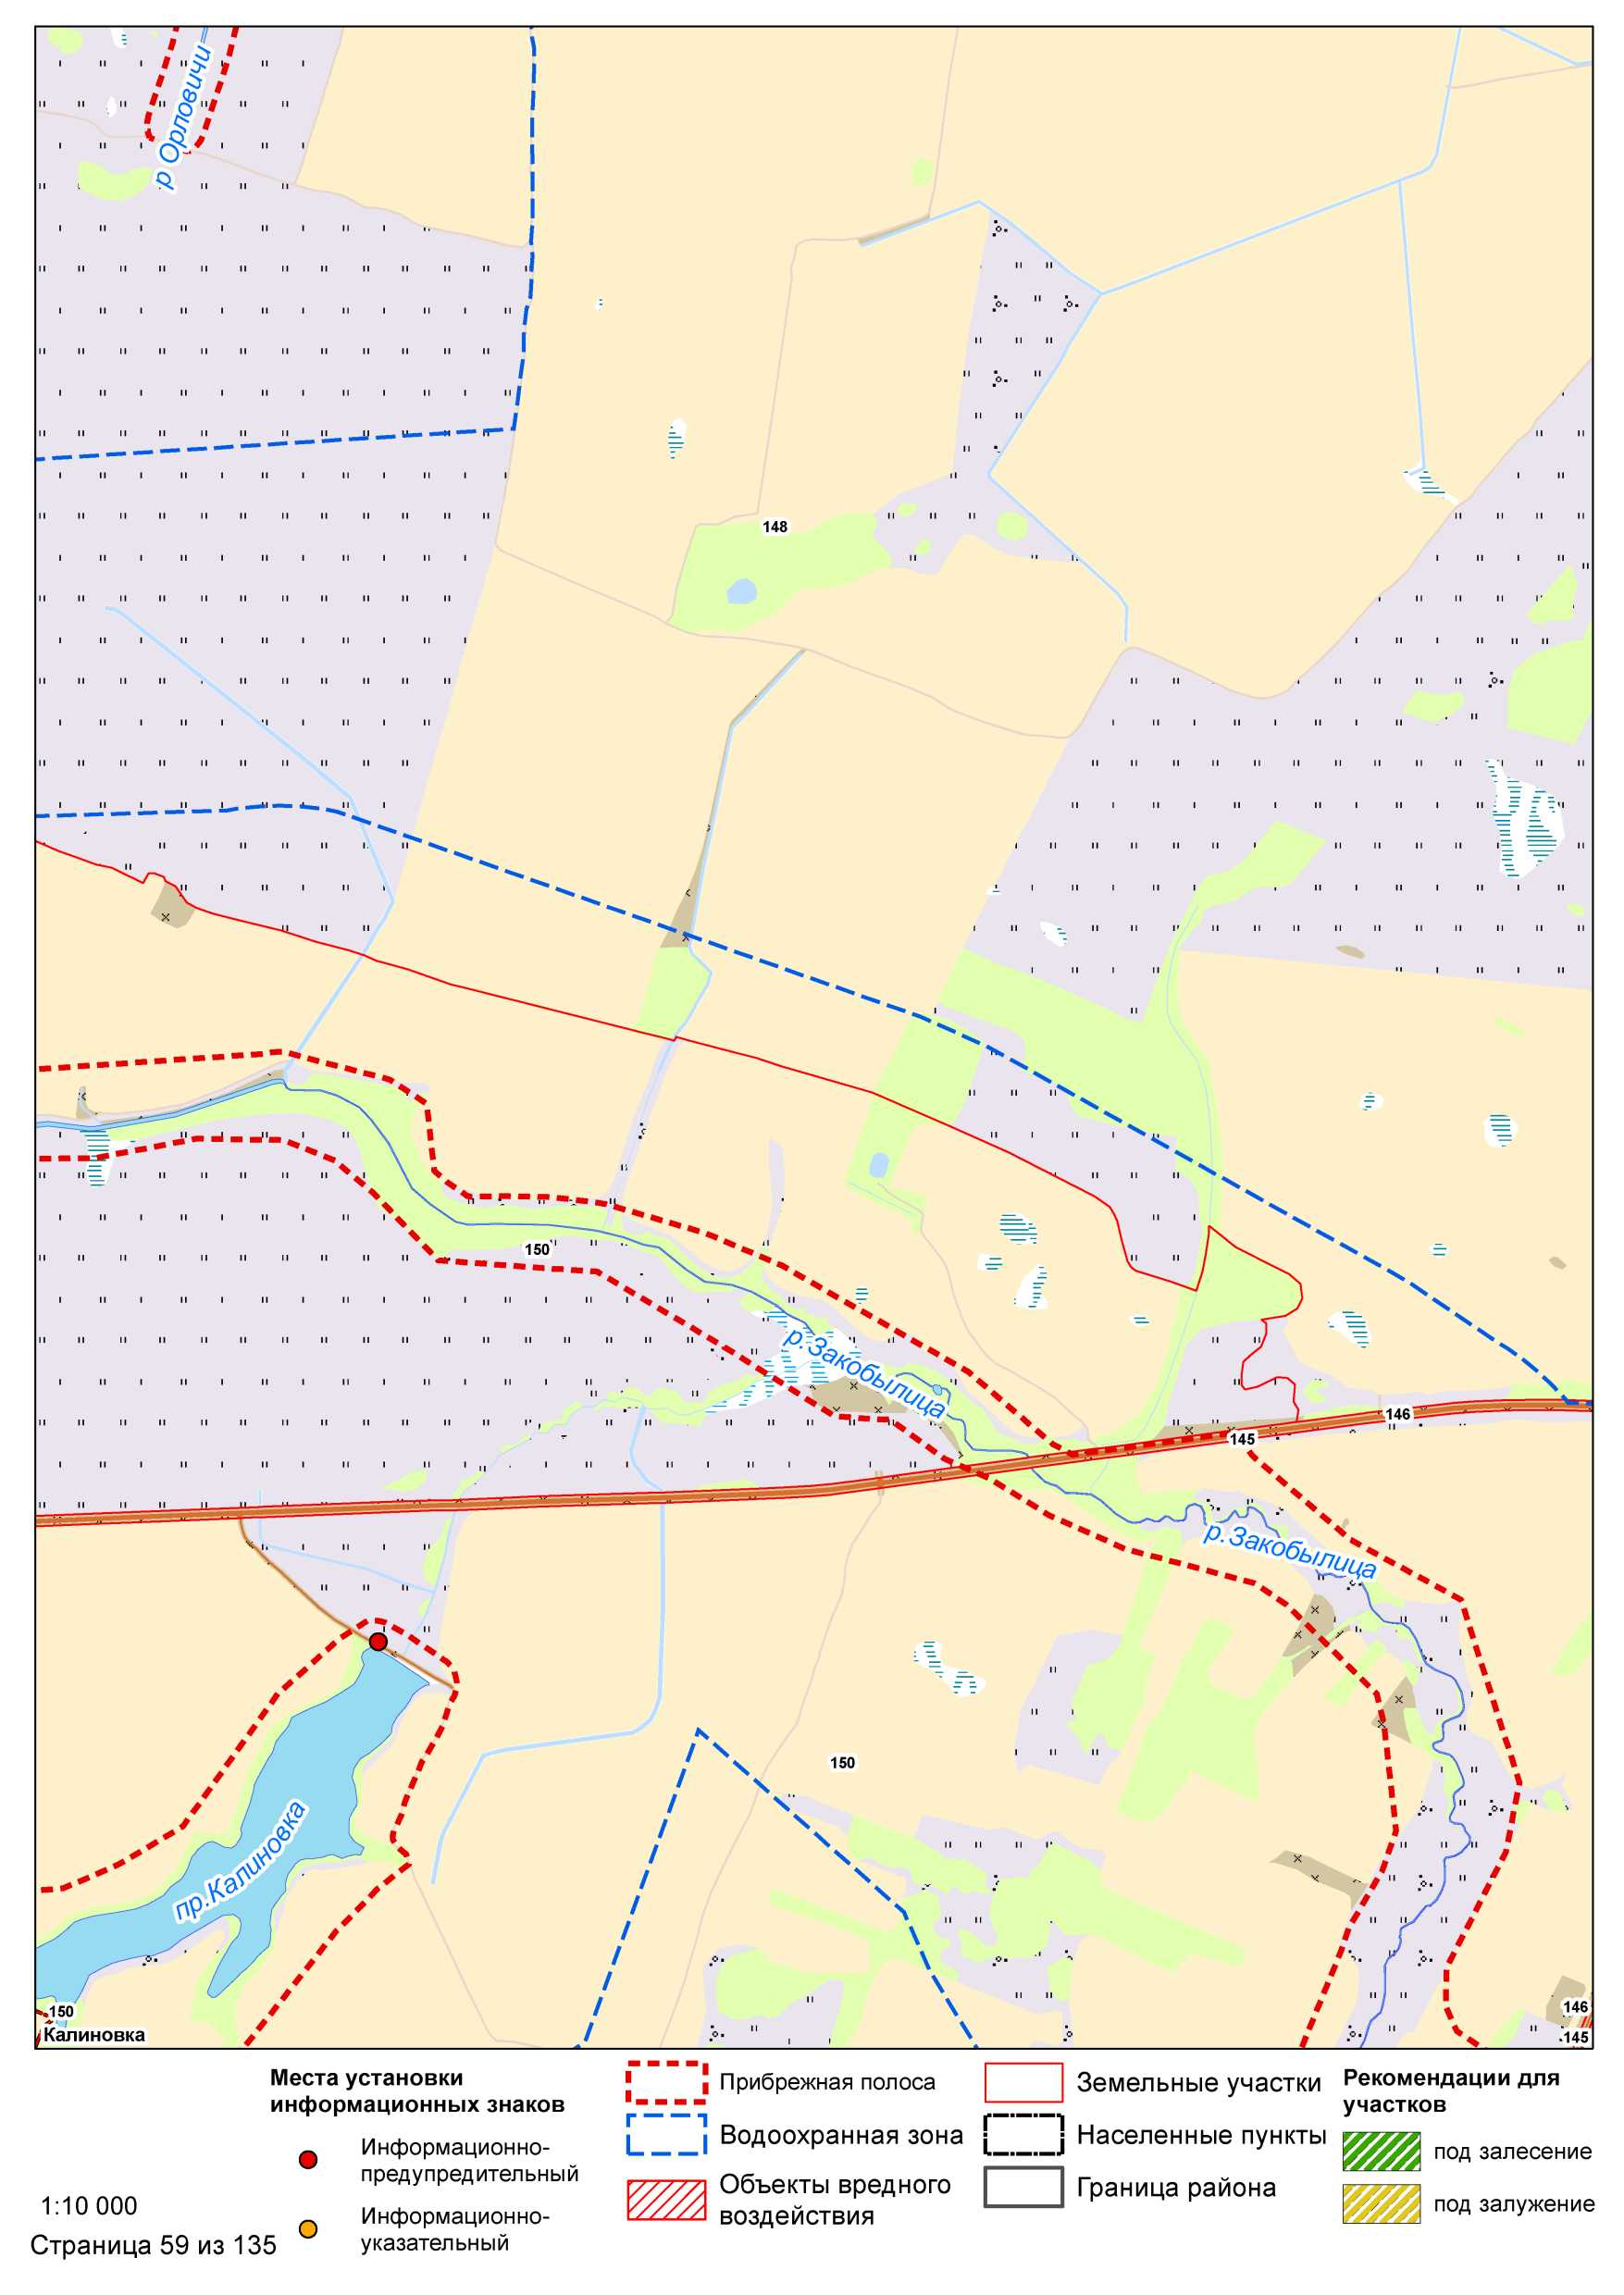 р Орловичи
148
150
р.Закобылица
146
145
р.Закобылица
150
пр.Калиновка
150
Калиновка
146
145
Места установки
информационных знаков
Информационно-
предупредительный
Информационно-
указательный
1:10 000
Страница 59 из 135
Прибрежная полоса
Водоохранная зона
Объекты вредного
воздействия
Земельные участки
Населенные пункты
Граница района
Рекомендации для
участков
под залесение
под залужение